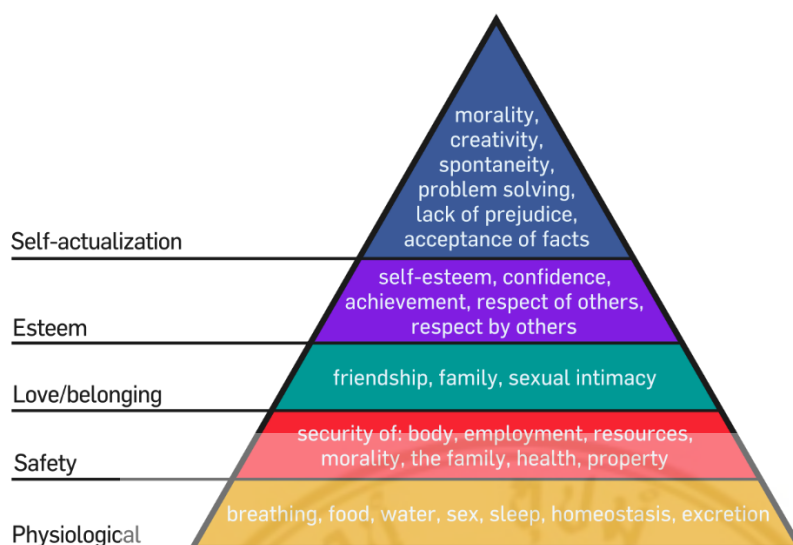 morality,
creativity,
spontaneity,
problem solving,
lack of prejudice,
acceptance of facts
Self-actualization
self-esteem, confidence,
achievement, respect of others,
respect by others
Esteem
friendship, family, sexual intimacy
Love/belonging
security of: body, employment, resources,
morality, the family, health, property
Safety
breathing, food, water, sex, sleep, homeostasis, excretion
Physiological